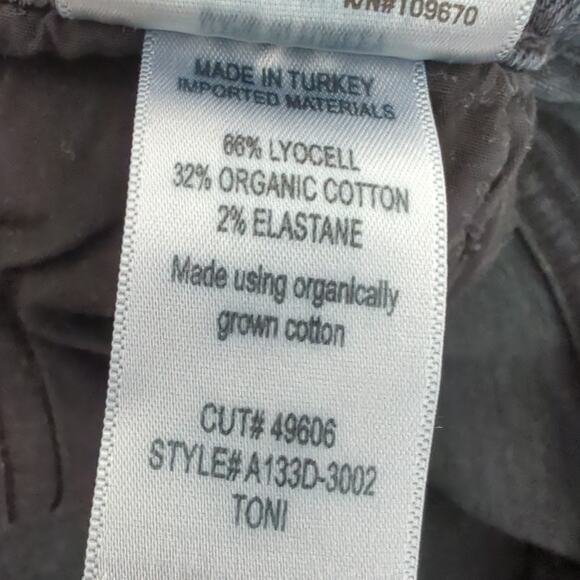 R/N#109670
MADE IN TURKEY
IMPORTED MATERIALS
66% LYOCELL
32% ORGANIC COTTON
2% ELASTANE
Made using organically
grown cotton
CUT# 49606
STYLE# A133D-3002
TONI